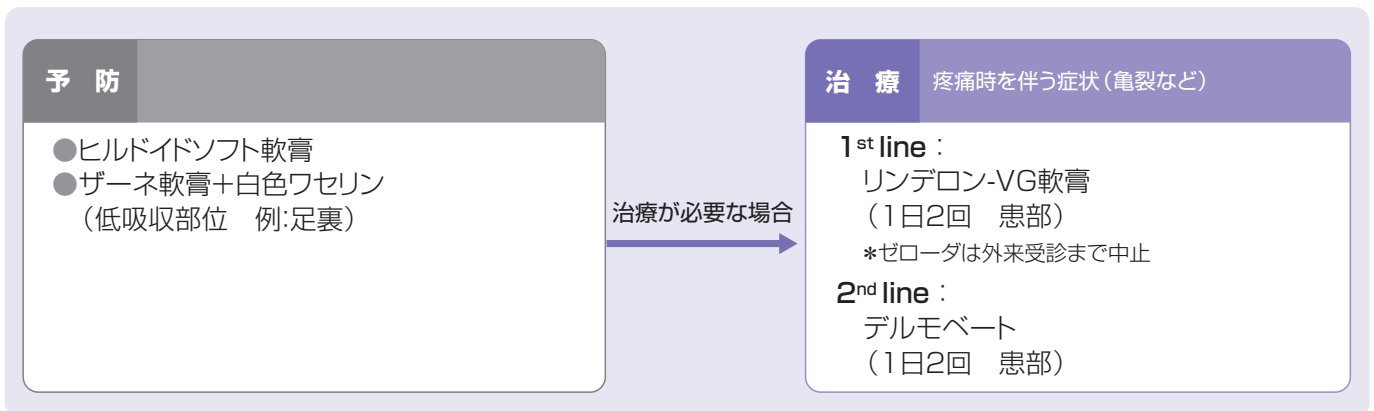 予 防
●ヒルドイドソフト軟膏
●ザーネ軟膏＋白色ワセリン
（低吸収部位　例:足裏）
治療が必要な場合
治 療　疼痛時を伴う症状（亀裂など）
1st line：
リンデロン-VG軟膏
（1日2回　患部）
*ゼローダは外来受診まで中止
2nd line：
デルモベート
（1日2回　患部）